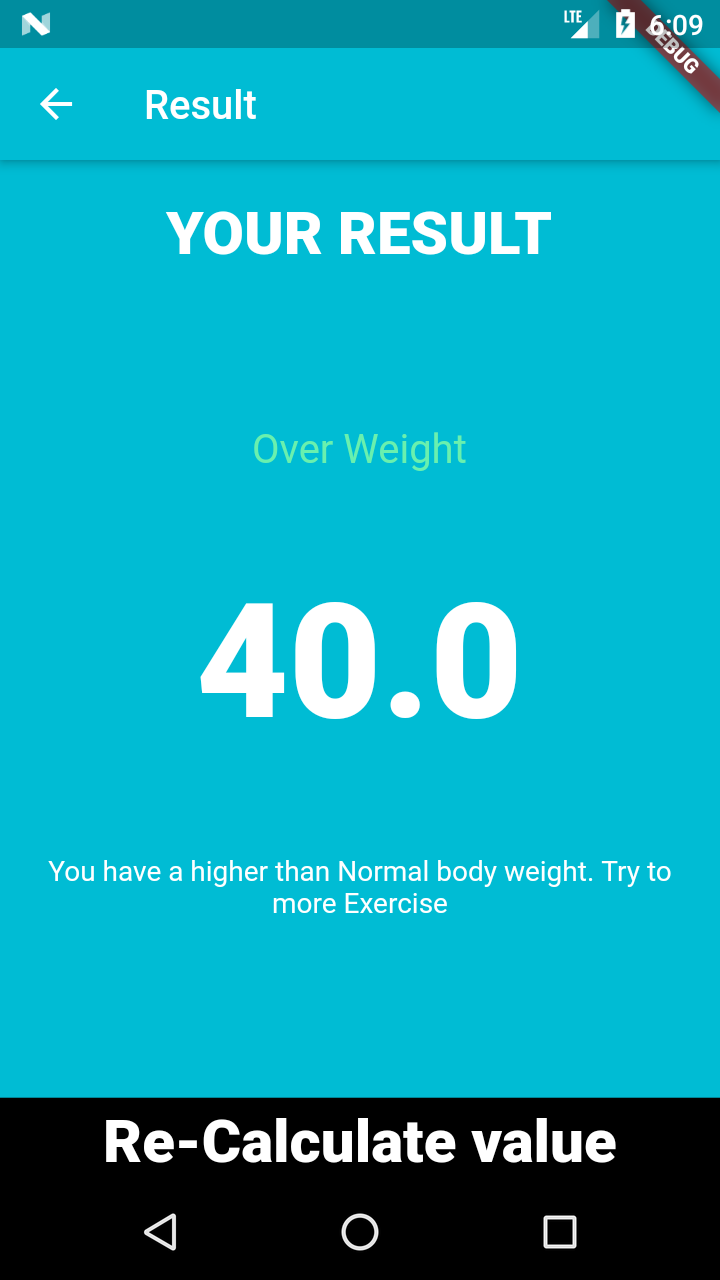 LTE 6:09
DEBUG
Result
YOUR RESULT
Over Weight
40.0
You have a higher than Normal body weight. Try to
more Exercise
Re-Calculate value